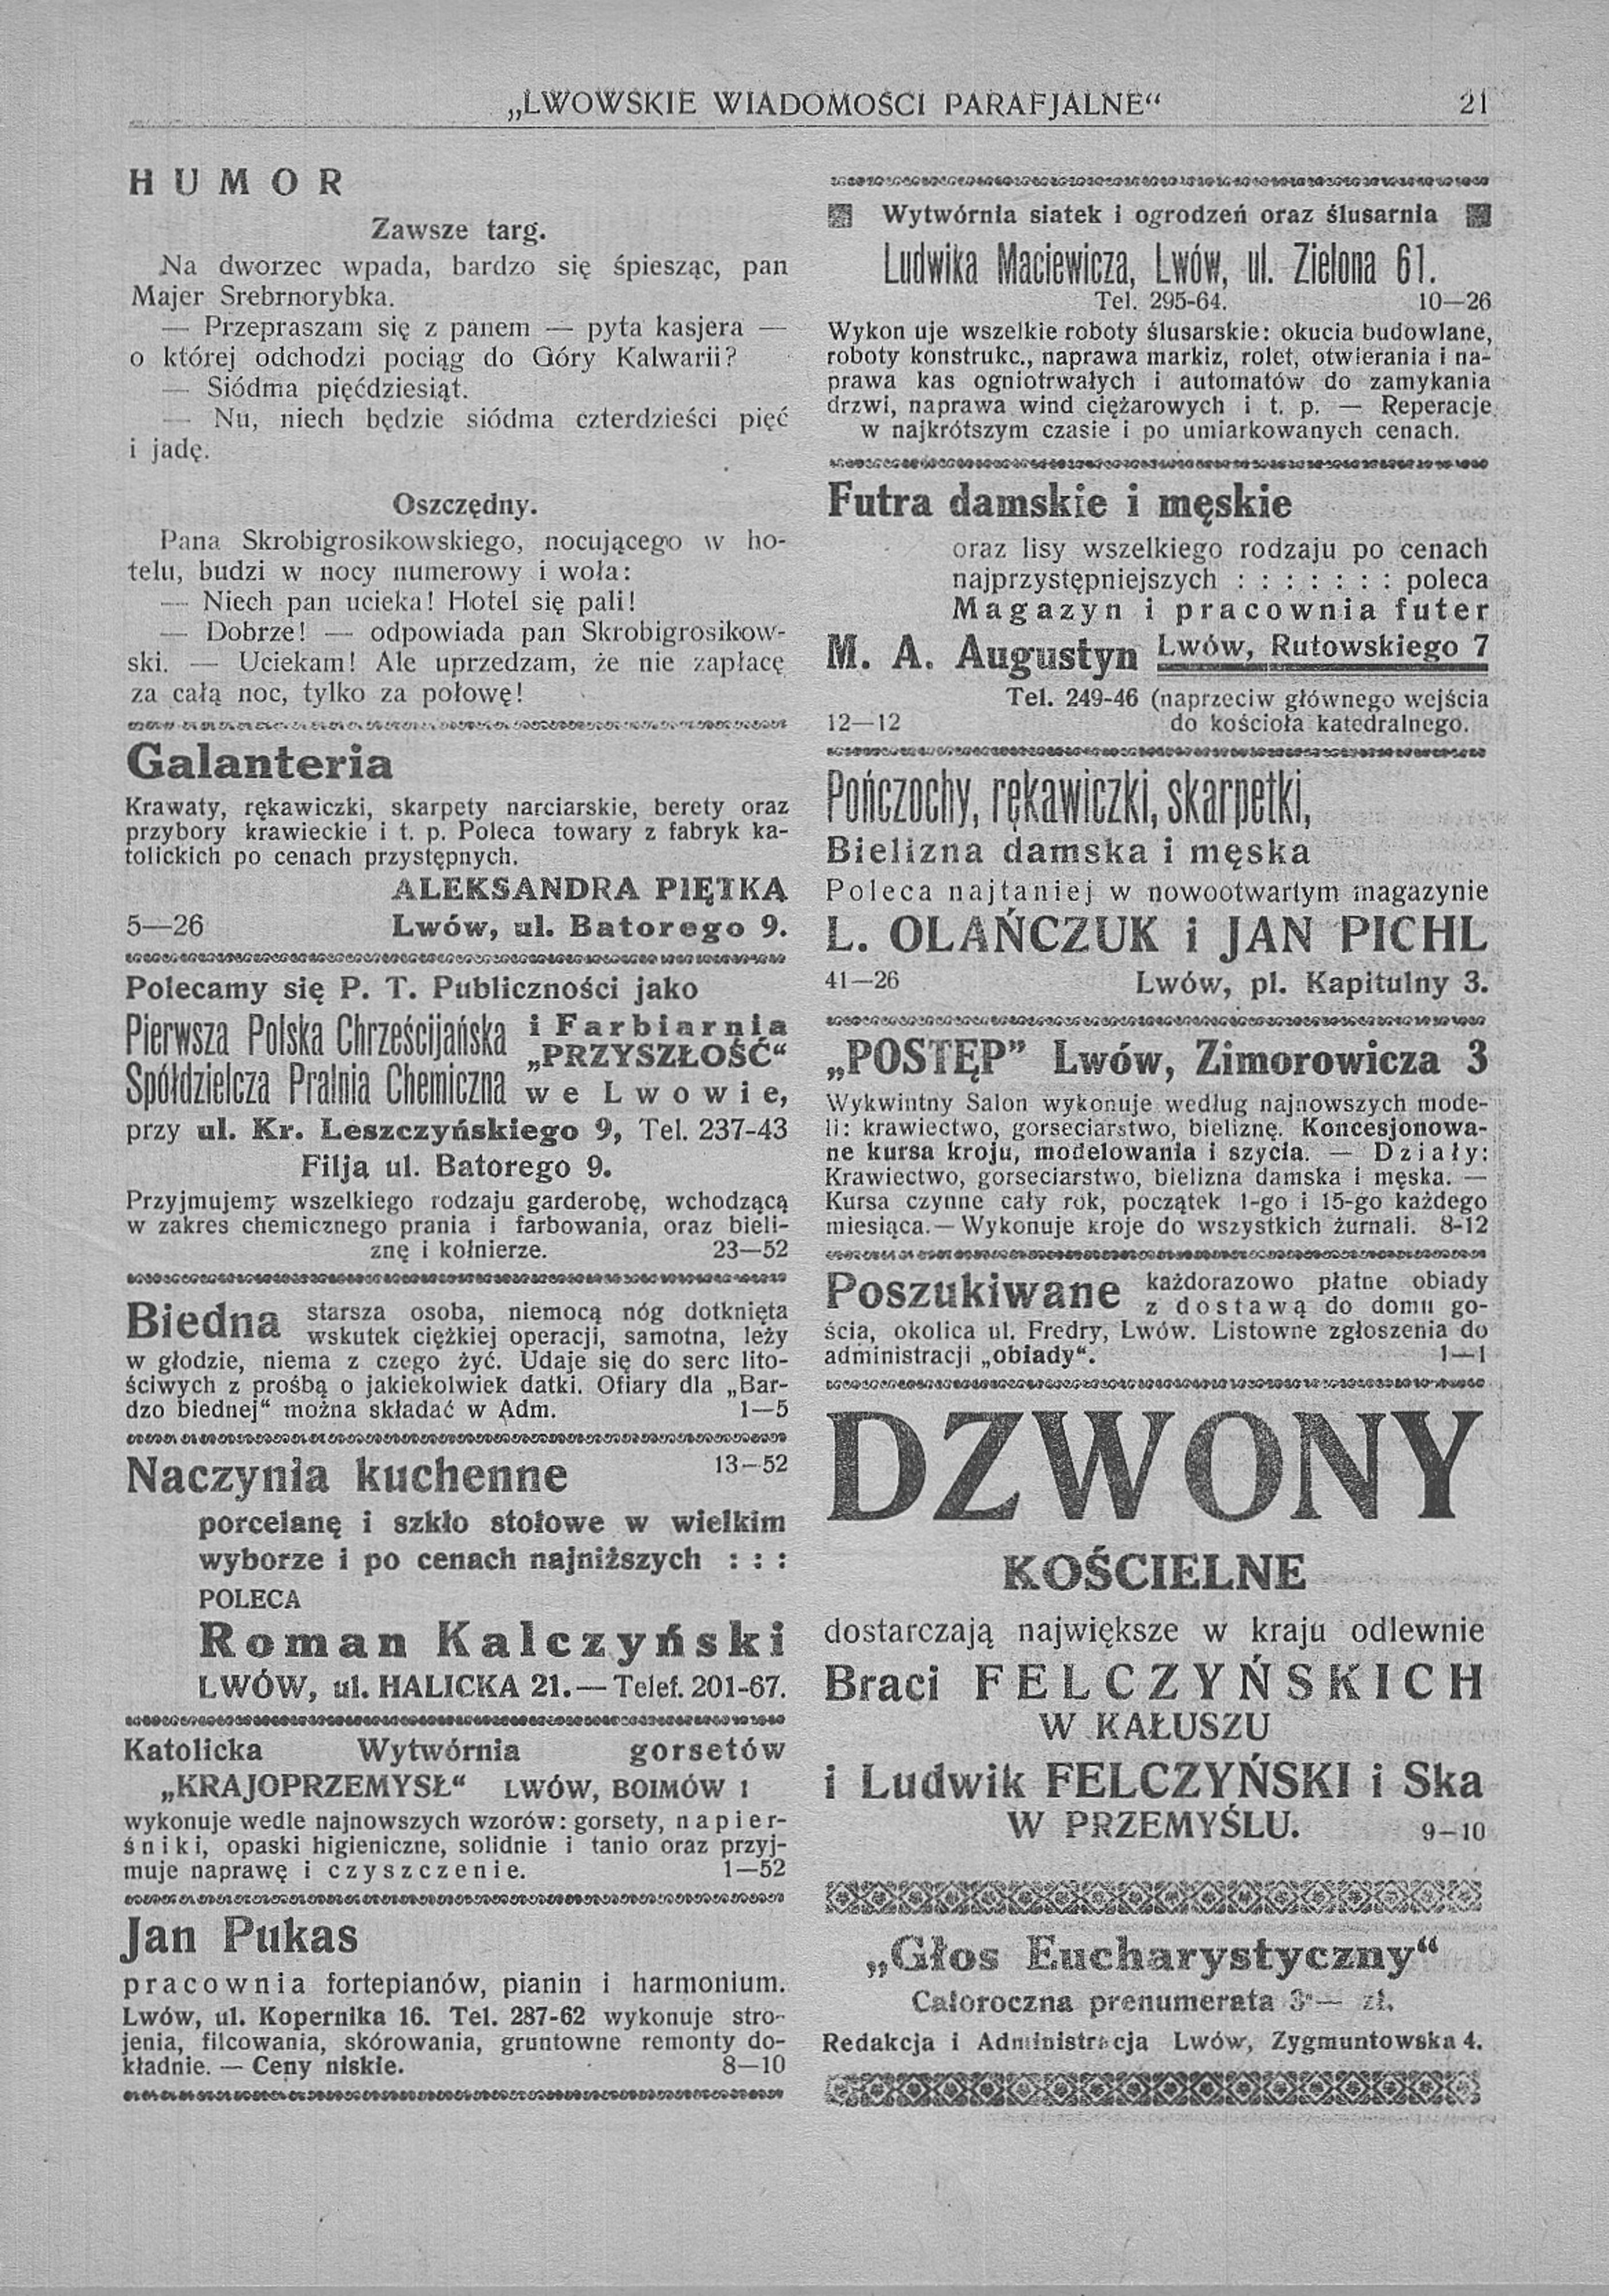 „LWOWSKIE WIADOMOŚCI PARAFJALNE“ 21
HUMOR
Zawsze targ.
Na dworzec wpada, bardzo się śpiesząc, pan
Majer Srebrnorybka.
— Przepraszam się z panem — pyta kasjera —
o której odchodzi pociąg do Góry Kalwarii?
— Siódma pięćdziesiąt.
— Nu, niech będzie siódma czterdzieści pięć
i jadę.
Oszczędny.
Pana Skrobigrosikowskiego, nocującego w ho-
telu, budzi w nocy numerowy i woła:
— Niech pan ucieka! Hotel się pali!
— Dobrze! — odpowiada pan Skrobigrosikow-
ski. — Uciekam! Ale uprzedzam, że nie zapłacę
za całą noc, tylko za połowę!
Galanteria
Krawaty, rękawiczki, skarpety narciarskie, berety oraz
przybory krawieckie i t. p. Poleca towary z fabryk ka-
tolickich po cenach przystępnych.
ALEKSANDRA PIĘTKA
5—26 Lwów, ul. Batorego 9.
Polecamy się P. T. Publiczności jako
Pierwsza Polska Chrześcijańska i Farbiarnia
„PRZYSZŁOŚĆ“
Spółdzielcza Pralnia Chemiczna we Lwowie,
przy ul. Kr. Leszczyńskiego 9, Tel. 237-43
Filja ul. Batorego 9.
Przyjmujemy wszelkiego rodzaju garderobę, wchodzącą
w zakres chemicznego prania i farbowania, oraz bieli-
znę i kołnierze. 23—52
Biedna starsza osoba, niemocą nóg dotknięta
wskutek ciężkiej operacji, samotna, leży
w głodzie, niema z czego żyć. Udaje się do serc lito-
ściwych z prośbą o jakiekolwiek datki. Ofiary dla „Bar-
dzo biednej“ można składać w Adm. 1—5
Naczynia kuchenne 13—52
porcelanę i szkło stołowe w wielkim
wyborze i po cenach najniższych : : :
POLECA
Roman Kalczyński
LWÓW, ul. HALICKA 21.—Telef. 201-67.
Katolicka Wytwórnia gorsetów
„KRAJOPRZEMYSŁ“ LWÓW, BOIMÓW 1
wykonuje wedle najnowszych wzorów: gorsety, napier-
śniki, opaski higieniczne, solidnie i tanio oraz przyj-
muje naprawę i czyszczenie. 1—52
Jan Pukas
pracownia fortepianów, pianin i harmonium.
Lwów, ul. Kopernika 16. Tel. 287-62 wykonuje stro-
jenia, filcowania, skórowania, gruntowne remonty do-
kładnie. — Ceny niskie. 8—10
Wytwórnia siatek i ogrodzeń oraz ślusarnia
Ludwika Maciewicza, Lwów, ul. Zielona 61.
Tel. 295-64. 10—26
Wykon uje wszelkie roboty ślusarskie: okucia budowlane,
roboty konstrukc., naprawa markiz, rolet, otwierania i na-
prawa kas ogniotrwałych i automatów do zamykania
drzwi, naprawa wind ciężarowych i t. p. — Reperacje
w najkrótszym czasie i po umiarkowanych cenach.
Futra damskie i męskie
oraz lisy wszelkiego rodzaju po cenach
najprzystępniejszych : : : : : : : poleca
Magazyn i pracownia futer
M. A. Augustyn Lwów, Rutowskiego 7
Tel. 249-46 (naprzeciw głównego wejścia
12—12 do kościoła katedralnego.
Pończochy, rękawiczki, skarpetki,
Bielizna damska i męska
Poleca najtaniej w nowootwartym magazynie
L. OLAŃCZUK i JAN PICHL
41—26 Lwów, pl. Kapitulny 3.
„POSTĘP” Lwów, Zimorowicza 3
Wykwintny Salon wykonuje według najnowszych mode-
li: krawiectwo, gorseciarstwo, bieliznę. Koncesjonowa-
ne kursa kroju, modelowania i szycia. — Działy:
Krawiectwo, gorseciarstwo, bielizna damska i męska. —
Kursa czynne cały rok, początek 1-go i 15-go każdego
miesiąca.—Wykonuje kroje do wszystkich żurnali. 8-12
Poszukiwane każdorazowo płatne obiady
z dostawą do domu go-
ścia, okolica ul. Fredry, Lwów. Listowne zgłoszenia do
administracji „obiady“. 1—1
DZWONY
KOŚCIELNE
dostarczają największe w kraju odlewnie
Braci FELCZYŃSKICH
W KAŁUSZU
i Ludwik FELCZYŃSKI i Ska
W PRZEMYŚLU. 9—10
„Głos Eucharystyczny“
Całoroczna prenumerata 3·— zł.
Redakcja i Administracja Lwów, Zygmuntowska 4.